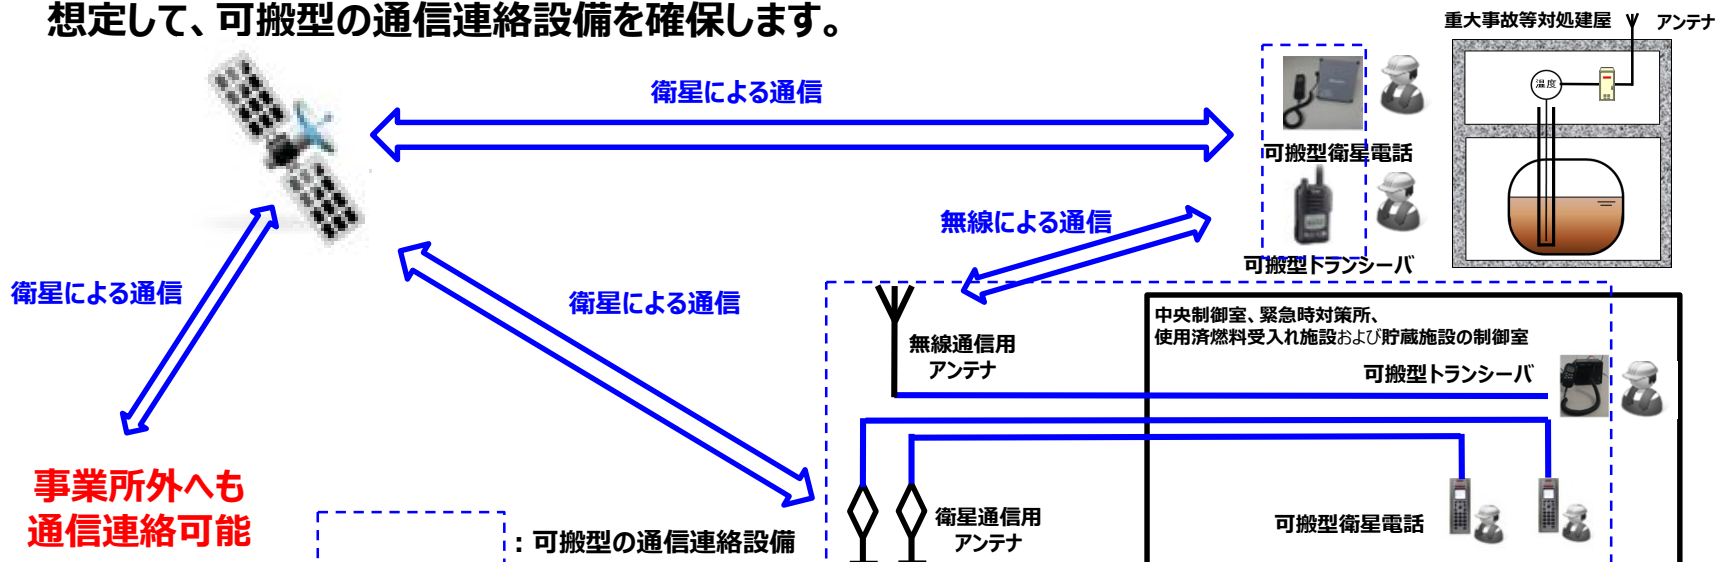 想定して、可搬型の通信連絡設備を確保します。
重大事故等対処建屋
アンテナ
衛星による通信
温度
可搬型衛星電話
無線による通信
可搬型トランシーバ
衛星による通信
衛星による通信
中央制御室、緊急時対策所、
使用済燃料受入れ施設および貯蔵施設の制御室
無線通信用
アンテナ
可搬型トランシーバ
事業所外へも
通信連絡可能
衛星通信用
アンテナ
可搬型衛星電話
：可搬型の通信連絡設備